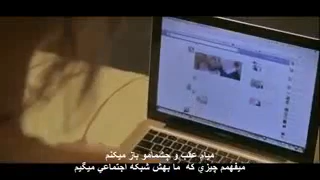 میام عقب و چشمامو باز میکنم
میفهمم چیزی که ما بهش شبکه اجتماعی میگیم